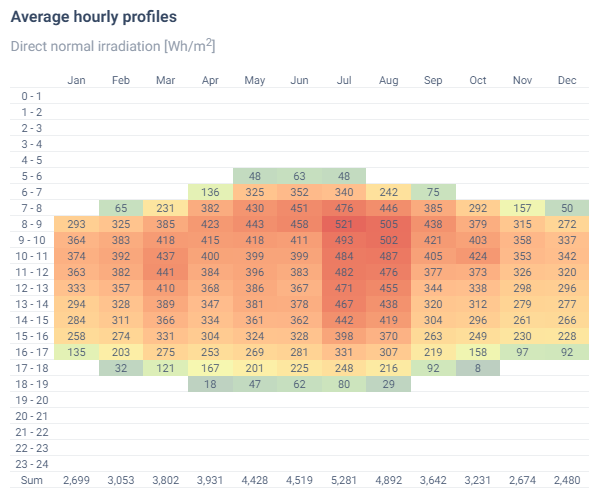 Average hourly profiles
Direct normal irradiation [Wh/m²]
Jan Feb Mar Apr May Jun Jul Aug Sep Oct Nov Dec
0 - 1
1 - 2
2 - 3
3 - 4
4 - 5
5 - 6 48 63 48
6 - 7 136 325 352 340 242 75
7 - 8 65 231 382 430 451 476 446 385 292 157 50
8 - 9 293 325 385 423 443 458 521 505 438 379 315 272
9 - 10 364 383 418 415 418 411 493 502 421 403 358 337
10 - 11 374 392 437 400 399 399 484 487 405 424 353 342
11 - 12 363 382 441 384 396 383 482 476 377 373 326 320
12 - 13 333 357 410 368 386 367 471 455 344 338 298 296
13 - 14 294 328 389 347 381 378 467 438 320 312 279 277
14 - 15 284 311 366 334 361 362 442 419 304 296 261 266
15 - 16 258 274 331 304 324 328 398 370 263 249 230 228
16 - 17 135 203 275 253 269 281 331 307 219 158 97 92
17 - 18 32 121 167 201 225 248 216 92 8
18 - 19 18 47 62 80 29
19 - 20
20 - 21
21 - 22
22 - 23
23 - 24
Sum 2,699 3,053 3,802 3,931 4,428 4,519 5,281 4,892 3,642 3,231 2,674 2,480